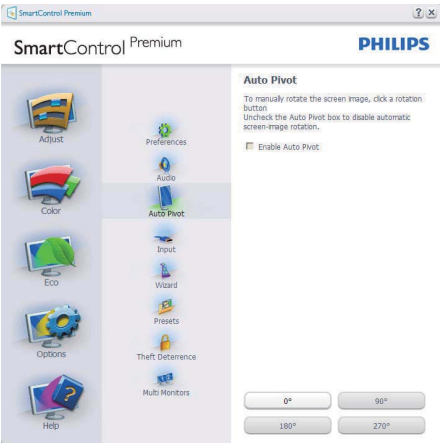 SmartControl Premium
? ×
SmartControl Premium
PHILIPS
Adjust
Color
Eco
Options
Help
Preferences
Audio
Auto Pivot
Input
Wizard
Presets
Theft Deterrence
Multi Monitors
Auto Pivot
To manually rotate the screen image, click a rotation
button
Uncheck the Auto Pivot box to disable automatic
screen-image rotation.
Enable Auto Pivot
0°
90°
180°
270°